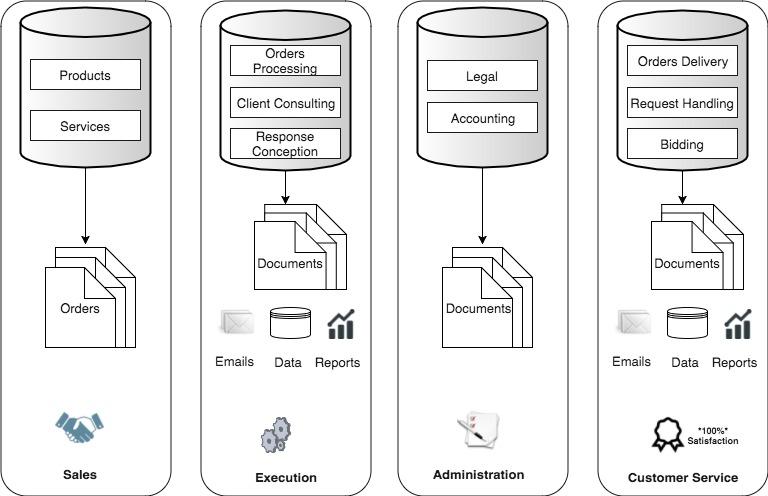 Products
Services
Orders
Sales
Orders
Processing
Client Consulting
Response
Conception
Documents
Emails
Data
Reports
Execution
Legal
Accounting
Documents
Administration
Orders Delivery
Request Handling
Bidding
Documents
Emails
Data
Reports
*100%*
Satisfaction
Customer Service